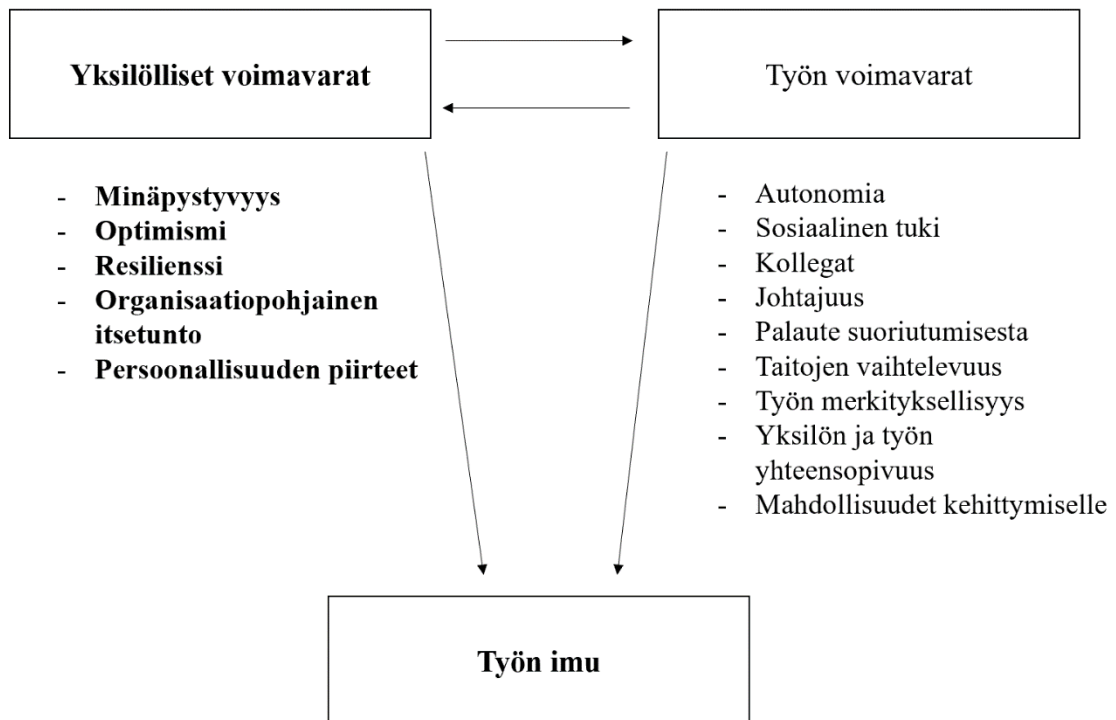 Yksilölliset voimavarat
Työn voimavarat
- Minäpystyvyys
- Optimismi
- Resilienssi
- Organisaatiopohjainen
itsetunto
- Persoonallisuuden piirteet
- Autonomia
- Sosiaalinen tuki
- Kollegat
- Johtajuus
- Palaute suoriutumisesta
- Taitojen vaihtelevuus
- Työn merkityksellisyys
- Yksilön ja työn
yhteensopivuus
- Mahdollisuudet kehittymiselle
Työn imu